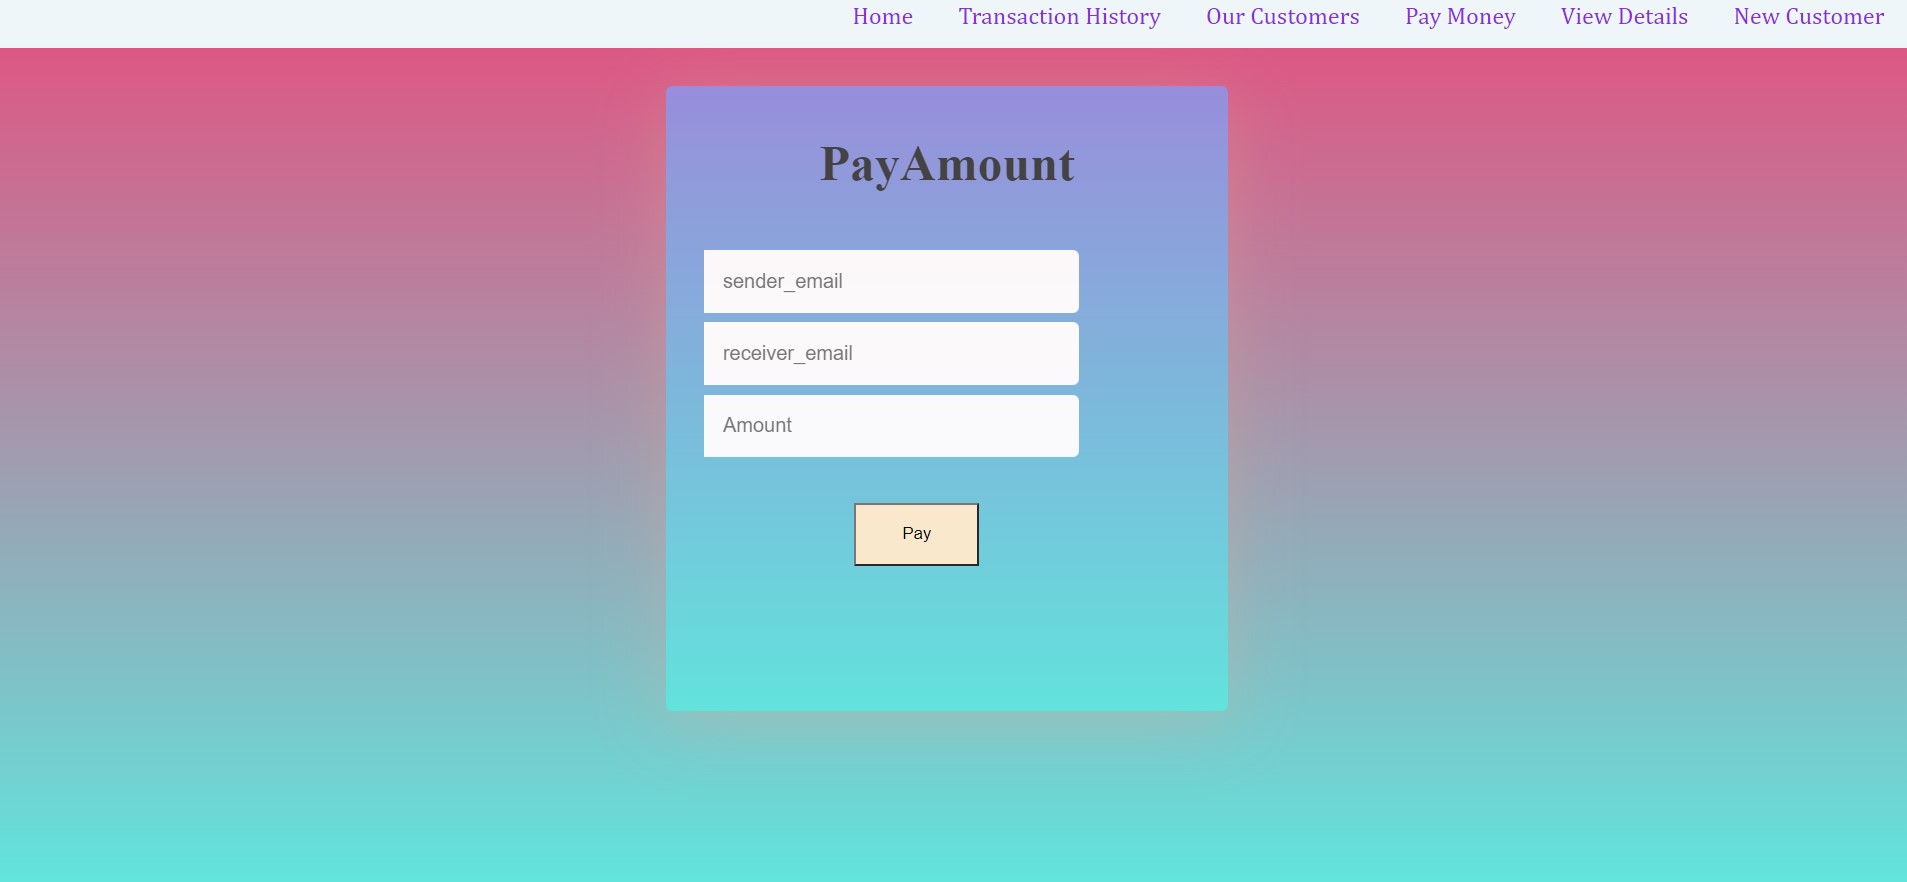 Home Transaction History Our Customers Pay Money View Details New Customer
PayAmount
sender_email
receiver_email
Amount
Pay